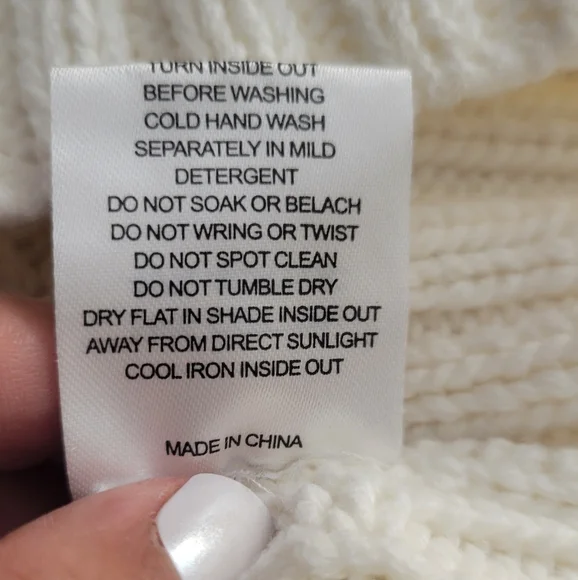 TURN INSIDE OUT
BEFORE WASHING
COLD HAND WASH
SEPARATELY IN MILD
DETERGENT
DO NOT SOAK OR BELACH
DO NOT WRING OR TWIST
DO NOT SPOT CLEAN
DO NOT TUMBLE DRY
DRY FLAT IN SHADE INSIDE OUT
AWAY FROM DIRECT SUNLIGHT
COOL IRON INSIDE OUT
MADE IN CHINA